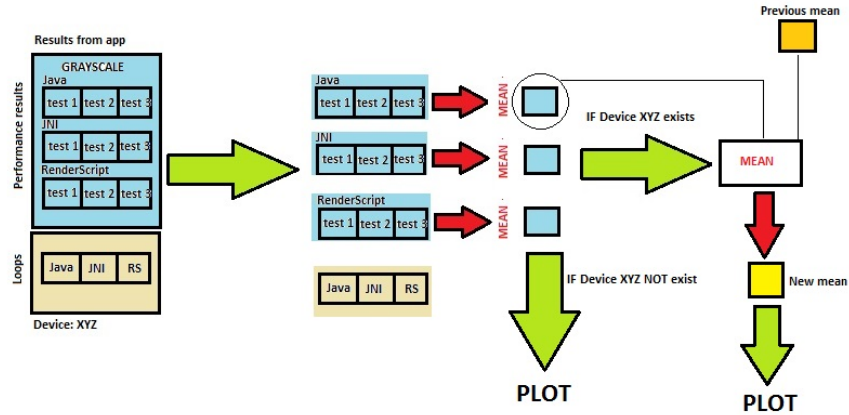 Results from app
Performance results
GRAYSCALE
Java
test 1 test 2 test 3
JNI
test 1 test 2 test 3
RenderScript
test 1 test 2 test 3
Loops
Java JNI RS
Device: XYZ
Java
test 1 test 2 test 3
MEAN
JNI
test 1 test 2 test 3
MEAN
RenderScript
test 1 test 2 test 3
MEAN
Java JNI RS
IF Device XYZ exists
IF Device XYZ NOT exist
PLOT
Previous mean
MEAN
New mean
PLOT